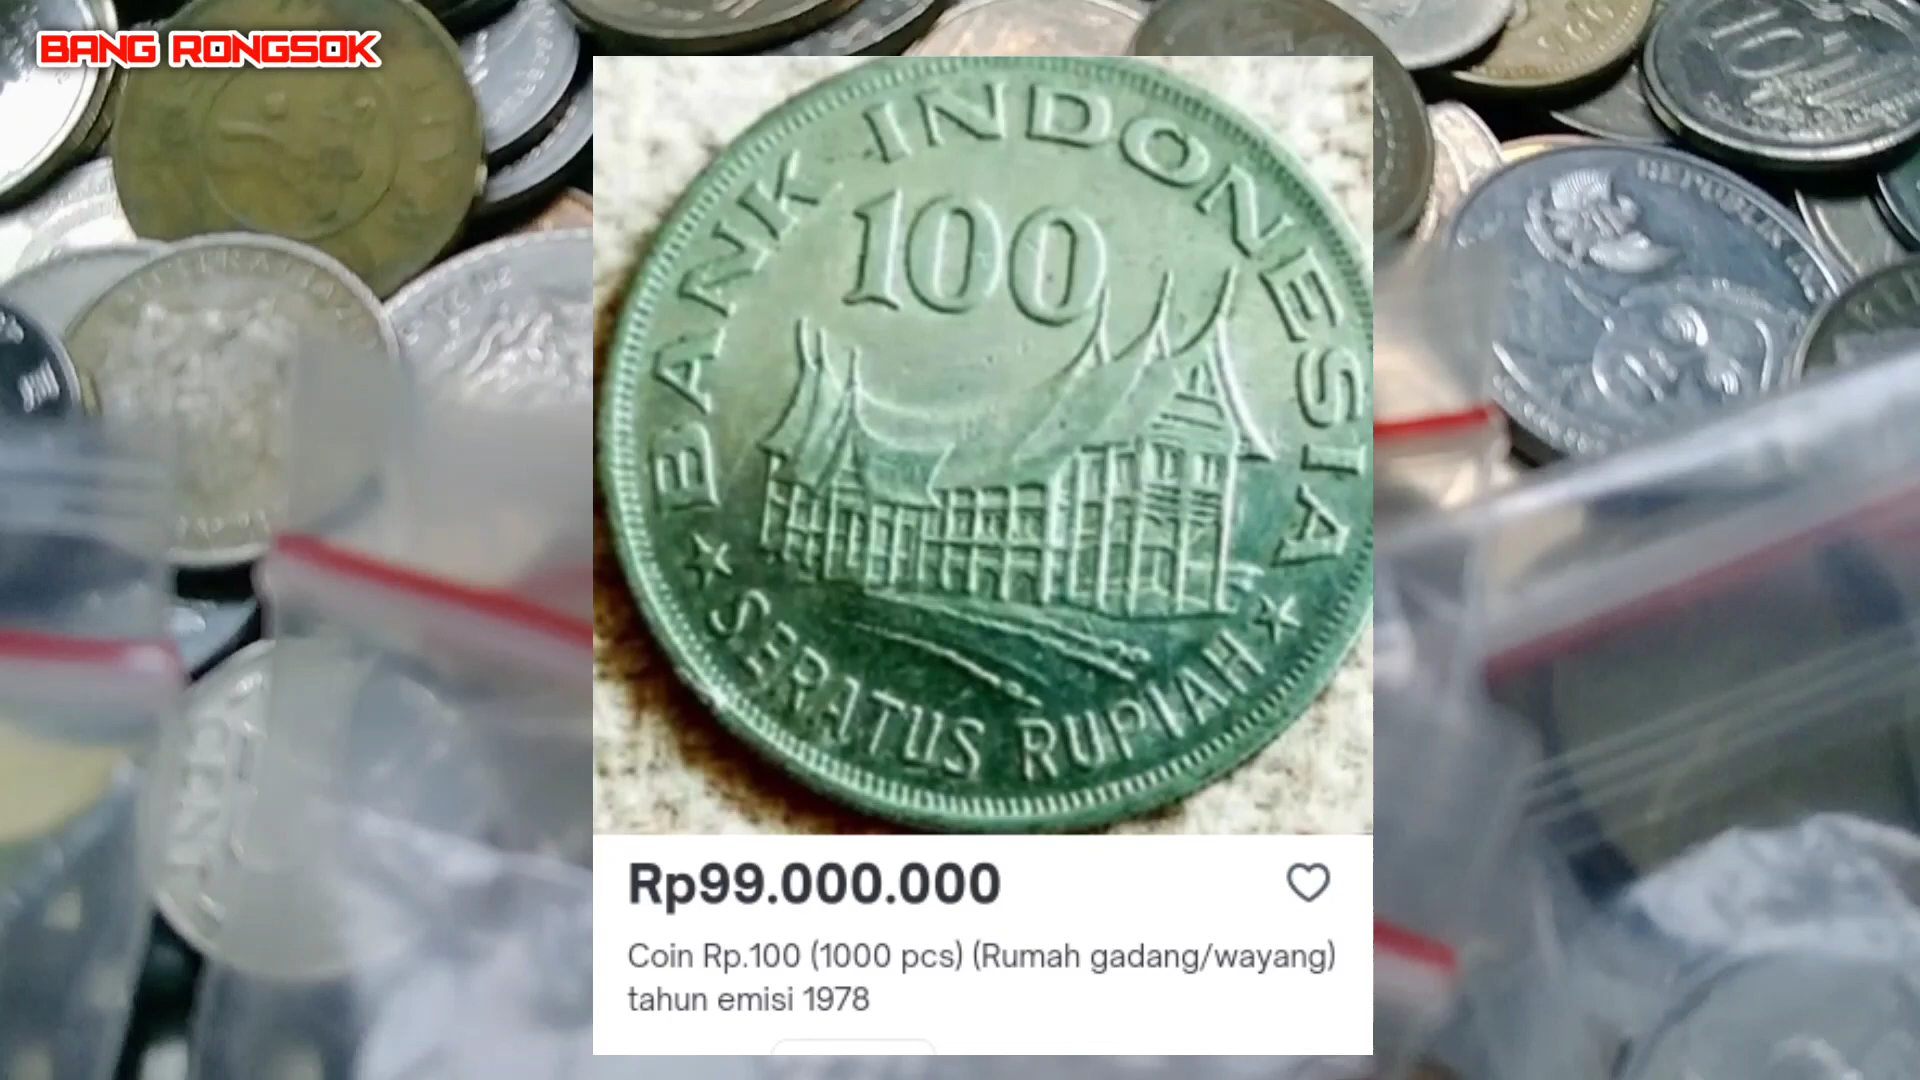 BANG RONGSOK
BANK INDONESIA
100
SERATUS RUPIAH
Rp99.000.000
Coin Rp.100 (1000 pcs) (Rumah gadang/wayang)
tahun emisi 1978